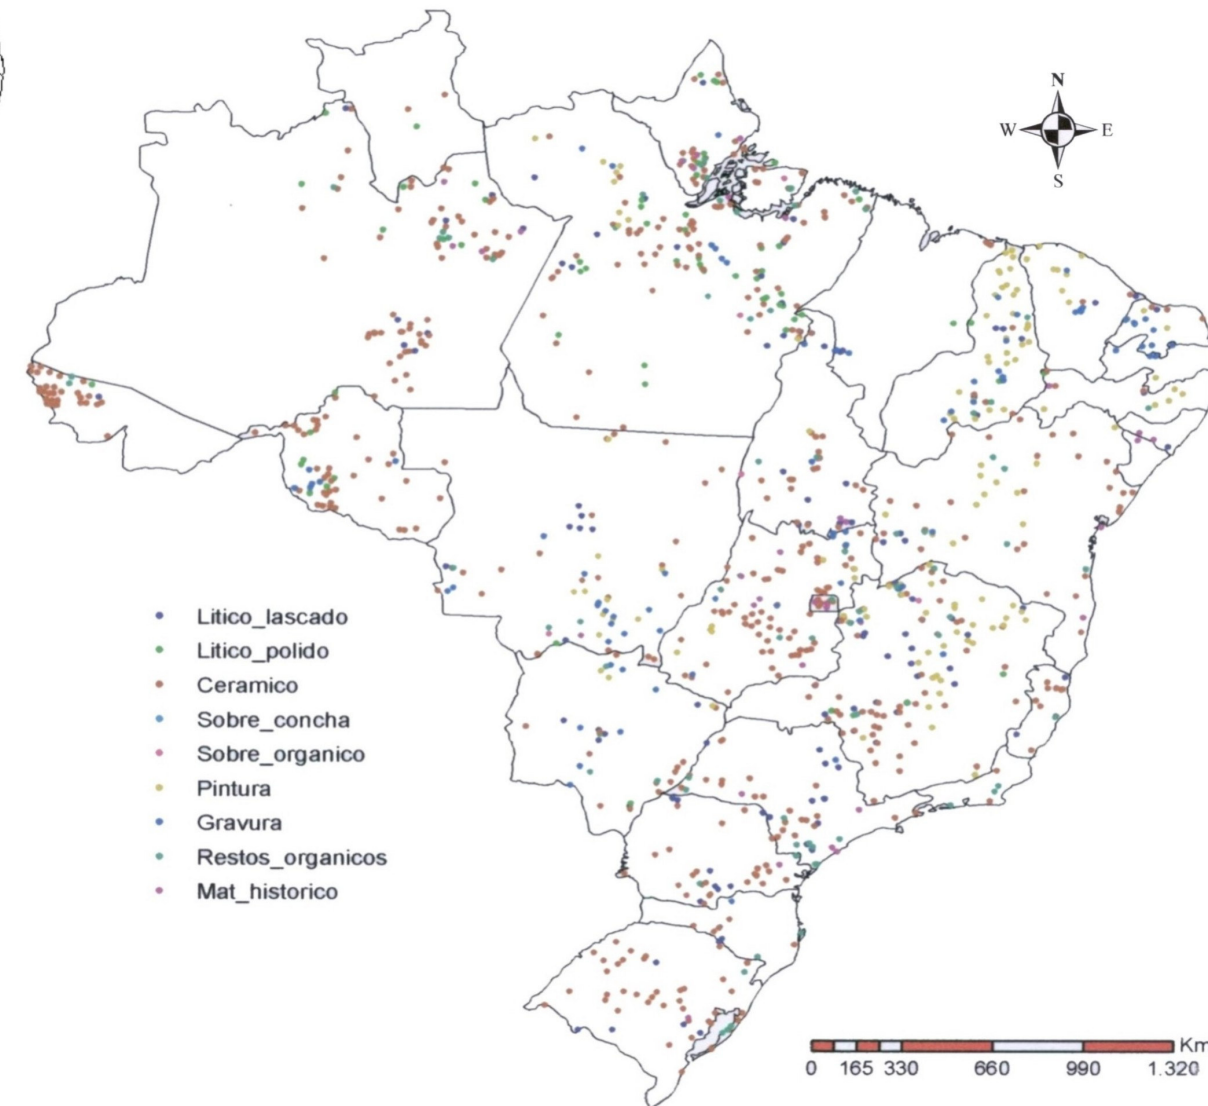 N
W E
S
Litico_lascado
Litico_polido
Ceramico
Sobre_concha
Sobre_organico
Pintura
Gravura
Restos_organicos
Mat_historico
Km
0 165 330 660 990 1.320